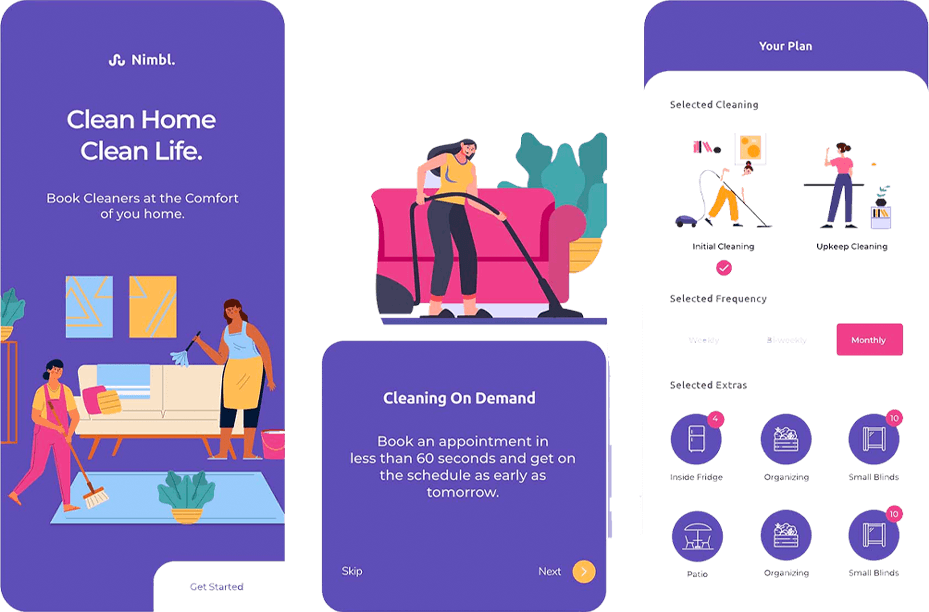 Nimbl.
Clean Home
Clean Life.
Book Cleaners at the Comfort
of you home.
Get Started
Cleaning On Demand
Book an appointment in
less than 60 seconds and get on
the schedule as early as
tomorrow.
Skip
Next
Your Plan
Selected Cleaning
Initial Cleaning
Upkeep Cleaning
Selected Frequency
Monthly
Selected Extras
4
10
Inside Fridge
Organizing
Small Blinds
10
Patio
Organizing
Small Blinds